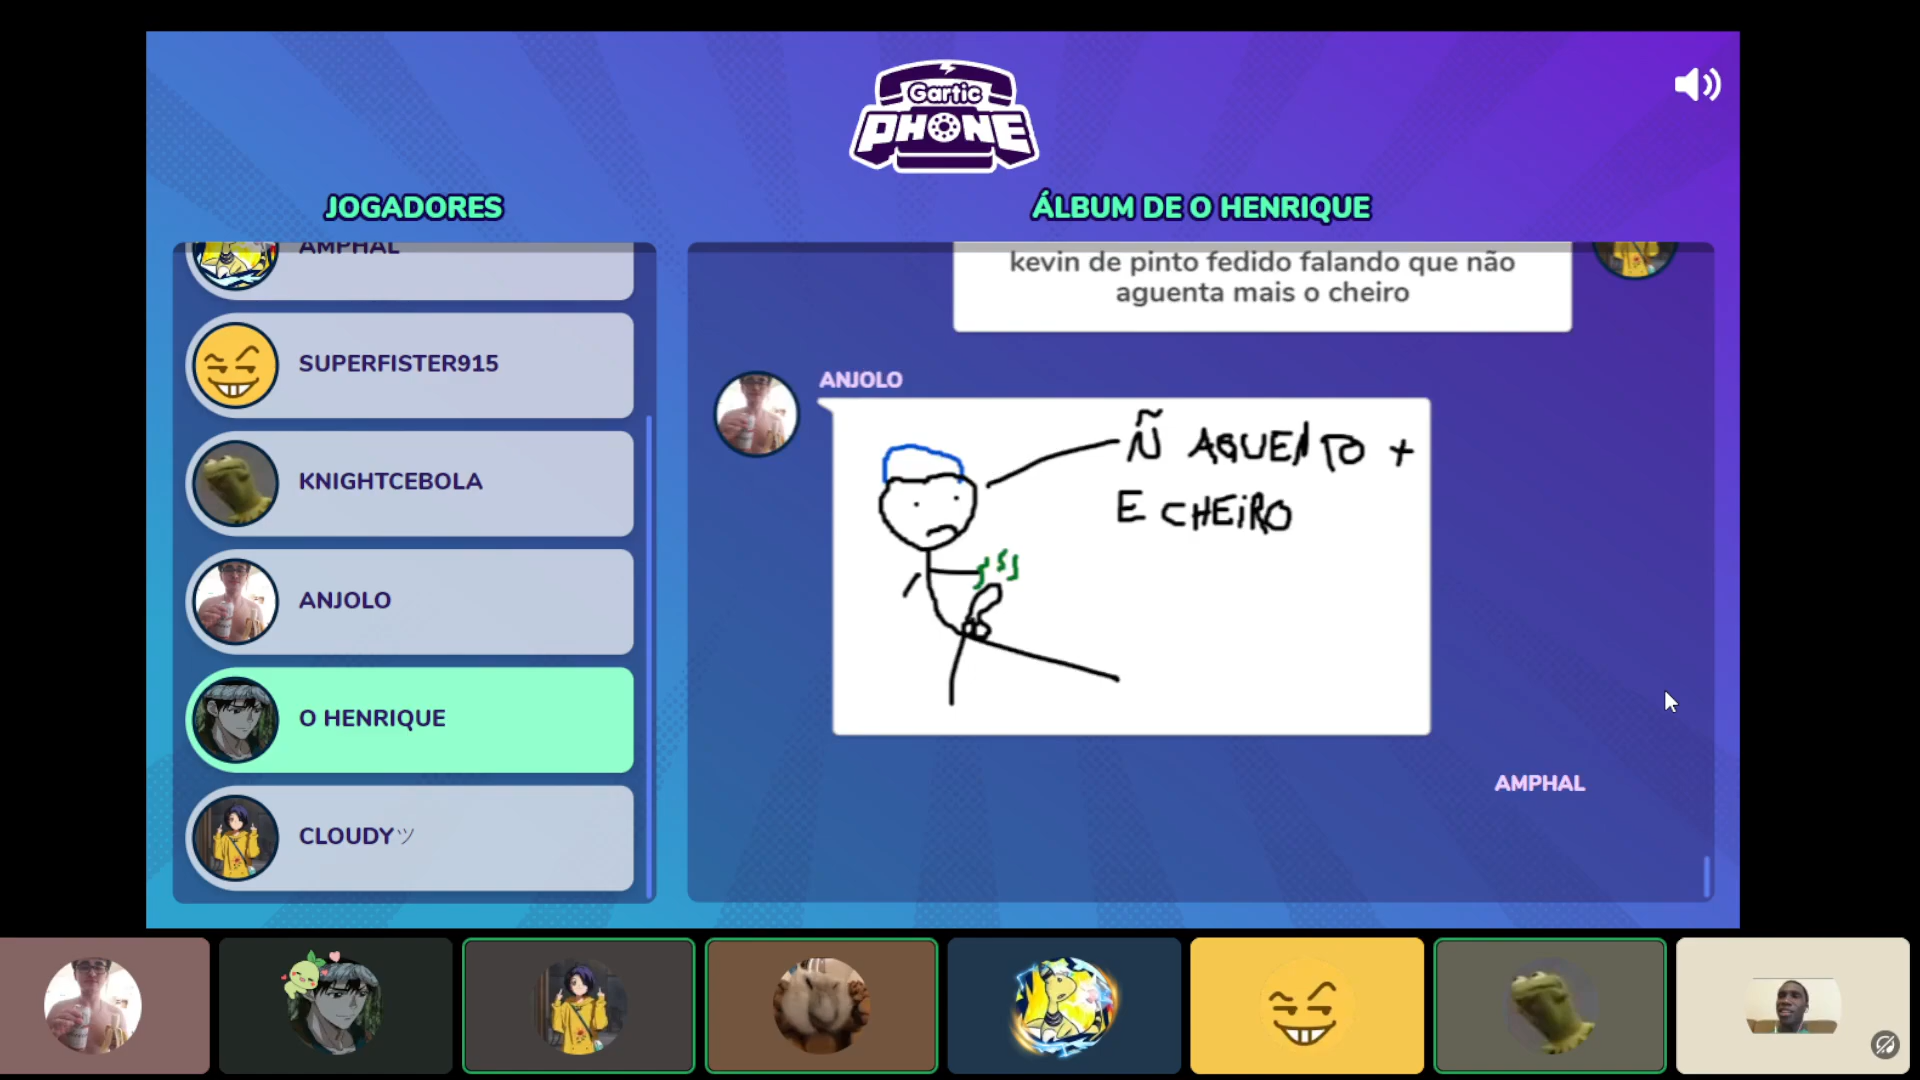 Gartic
PHONE
JOGADORES
ÁLBUM DE O HENRIQUE
AMPHAL
SUPERFISTER915
KNIGHTCEBOLA
ANJOLO
O HENRIQUE
CLOUDYツ
kevin de pinto fedido falando que não
aguenta mais o cheiro
ANJOLO
Ñ AGUENTO +
E CHEIRO
AMPHAL